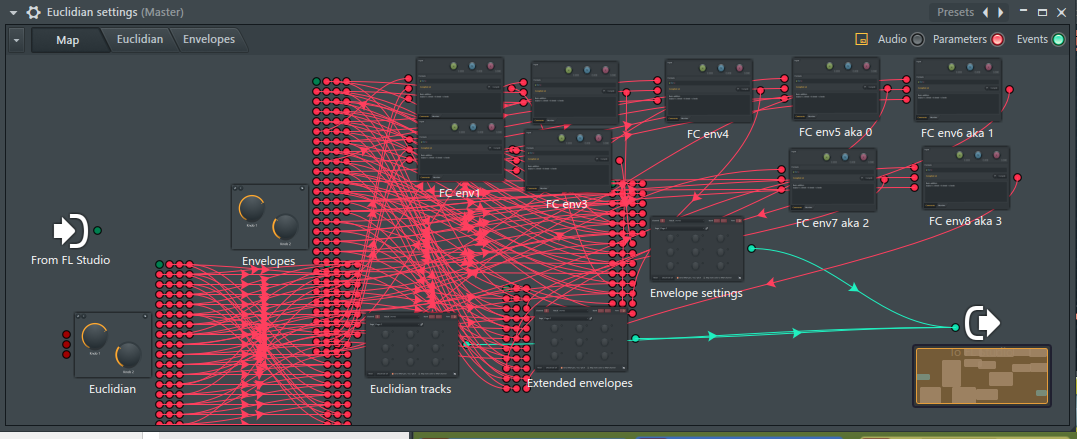 Euclidian settings (Master)
Presets
Map
Euclidian
Envelopes
Audio
Parameters
Events
FC env4
FC env5 aka 0
FC env6 aka 1
FC env1
FC env3
FC env7 aka 2
FC env8 aka 3
From FL Studio
Envelopes
Envelope settings
Euclidian
Euclidian tracks
Extended envelopes